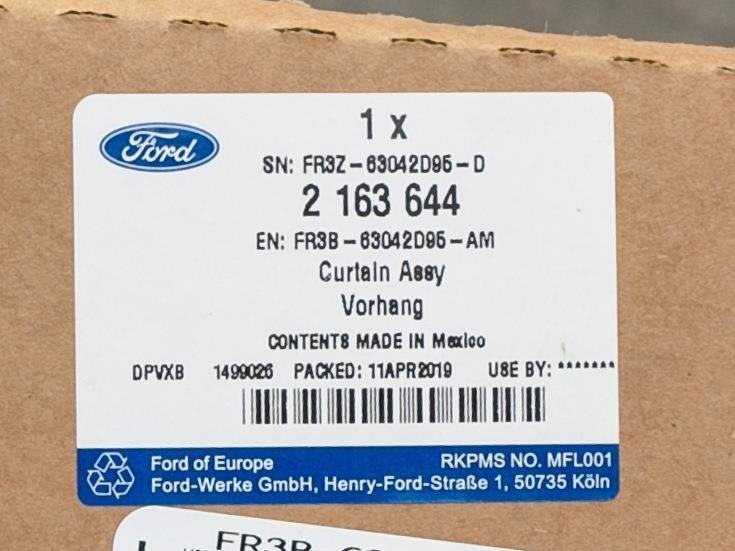 1 x
Ford
SN: FR3Z-63042D95-D
2 163 644
EN: FR3B-63042D95-AM
Curtain Assy
Vorhang
CONTENTS MADE IN Mexico
DPVXB 1499026 PACKED: 11APR2019 USE BY: *******
Ford of Europe RKPMS NO. MFL001
Ford-Werke GmbH, Henry-Ford-Straße 1, 50735 Köln